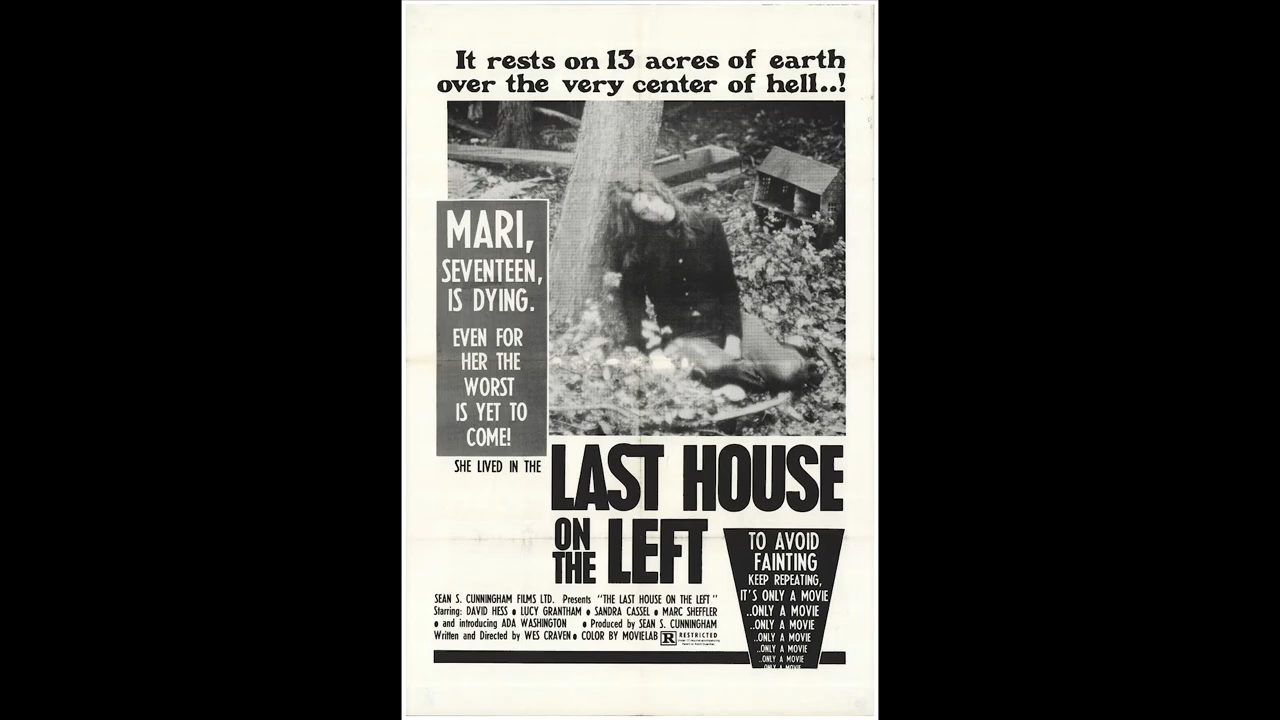 It rests on 13 acres of earth
over the very center of hell..!
MARI,
SEVENTEEN,
IS DYING.
EVEN FOR
HER THE
WORST
IS YET TO
COME!
SHE LIVED IN THE
LAST HOUSE
ON THE LEFT
TO AVOID
FAINTING
KEEP REPEATING,
IT'S ONLY A MOVIE
..ONLY A MOVIE
..ONLY A MOVIE
..ONLY A MOVIE
..ONLY A MOVIE
..ONLY A MOVIE
ONLY A MOVIE
SEAN S. CUNNINGHAM FILMS LTD. Presents "THE LAST HOUSE ON THE LEFT"
Starring: DAVID HESS • LUCY GRANTHAM • SANDRA CASSEL • MARC SHEFFLER
• and introducing ADA WASHINGTON • Produced by SEAN S. CUNNINGHAM
Written and Directed by WES CRAVEN • COLOR BY MOVIELAB R RESTRICTED